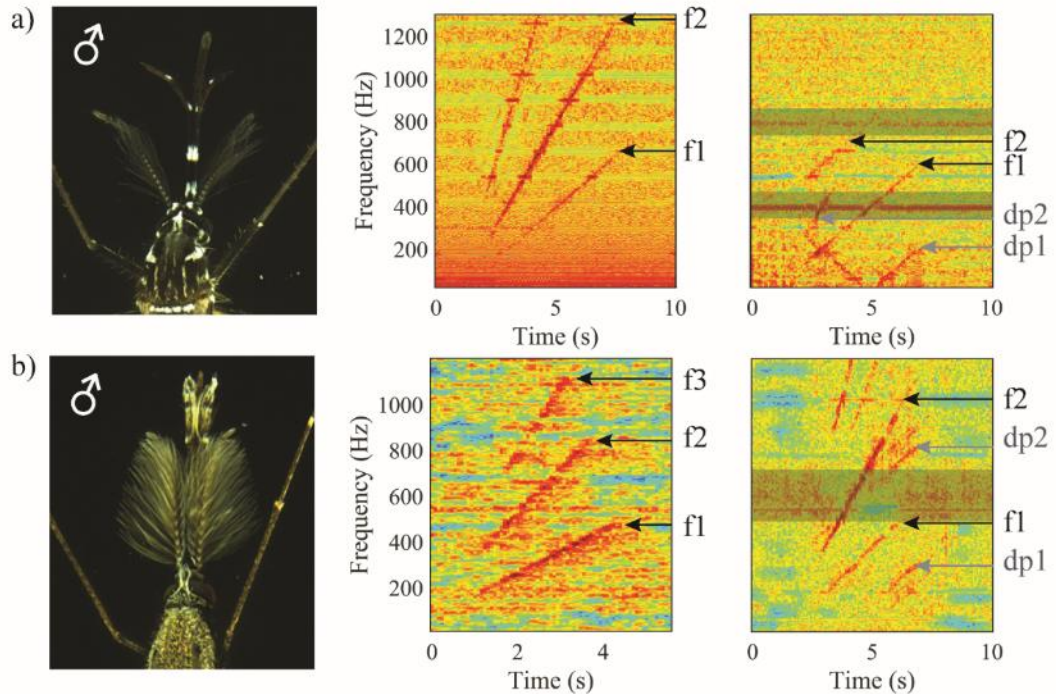 a)
♂
Frequency (Hz)
1200
1000
800
600
400
200
0
5
10
Time (s)
f2
f1
0
5
10
Time (s)
f2
f1
dp2
dp1
b)
♂
Frequency (Hz)
1000
800
600
400
200
0
2
4
Time (s)
f3
f2
f1
0
5
10
Time (s)
f2
dp2
f1
dp1